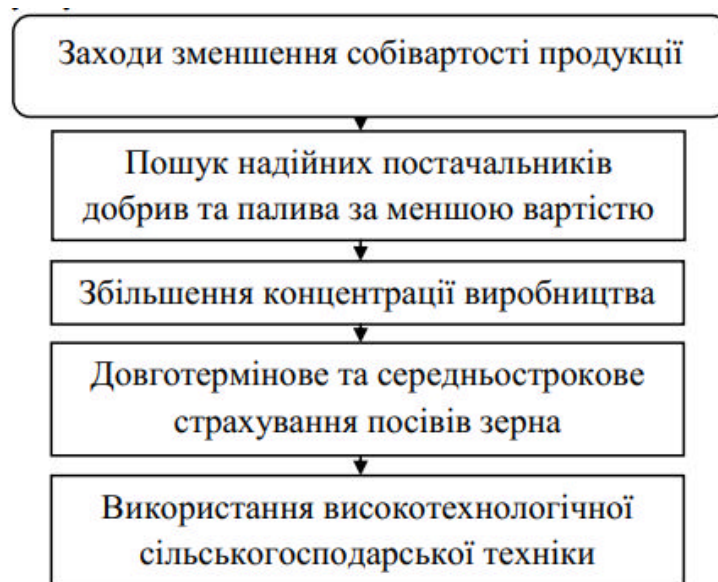 Заходи зменшення собівартості продукції
Пошук надійних постачальників
добрив та палива за меншою вартістю
Збільшення концентрації виробництва
Довготермінове та середньострокове
страхування посівів зерна
Використання високотехнологічної
сільськогосподарської техніки